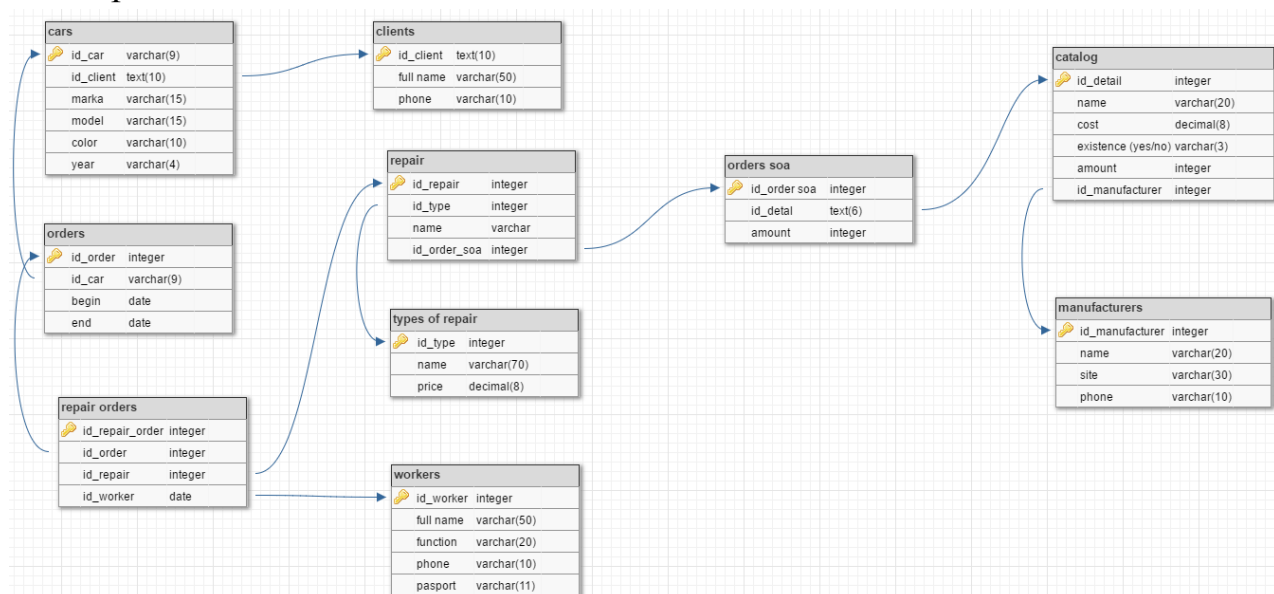 cars
id_car varchar(9)
id_client text(10)
marka varchar(15)
model varchar(15)
color varchar(10)
year varchar(4)
clients
id_client text(10)
full name varchar(50)
phone varchar(10)
catalog
id_detail integer
name varchar(20)
cost decimal(8)
existence (yes/no) varchar(3)
amount integer
id_manufacturer integer
repair
id_repair integer
id_type integer
name varchar
id_order_soa integer
orders soa
id_order soa integer
id_detal text(6)
amount integer
orders
id_order integer
id_car varchar(9)
begin date
end date
types of repair
id_type integer
name varchar(70)
price decimal(8)
manufacturers
id_manufacturer integer
name varchar(20)
site varchar(30)
phone varchar(10)
repair orders
id_repair_order integer
id_order integer
id_repair integer
id_worker date
workers
id_worker integer
full name varchar(50)
function varchar(20)
phone varchar(10)
pasport varchar(11)